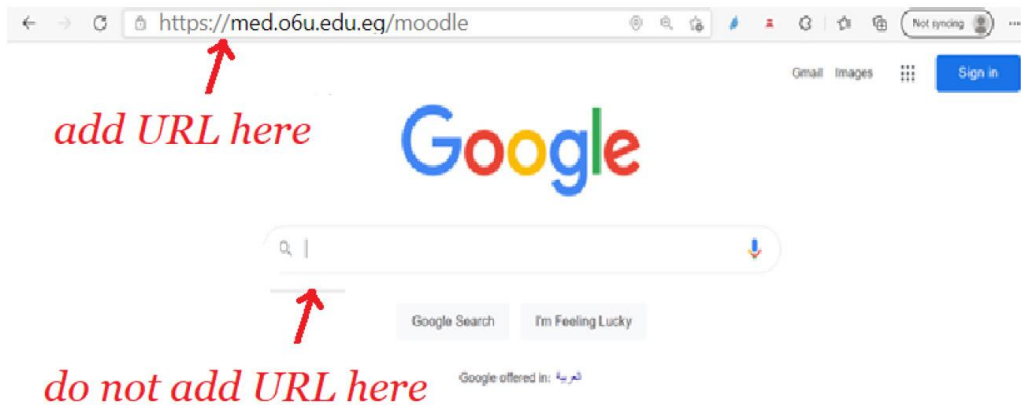 https://med.o6u.edu.eg/moodle
Not syncing
Gmail Images
Sign in
add URL here
Google
do not add URL here
Google Search I'm Feeling Lucky
Google offered in: العربية